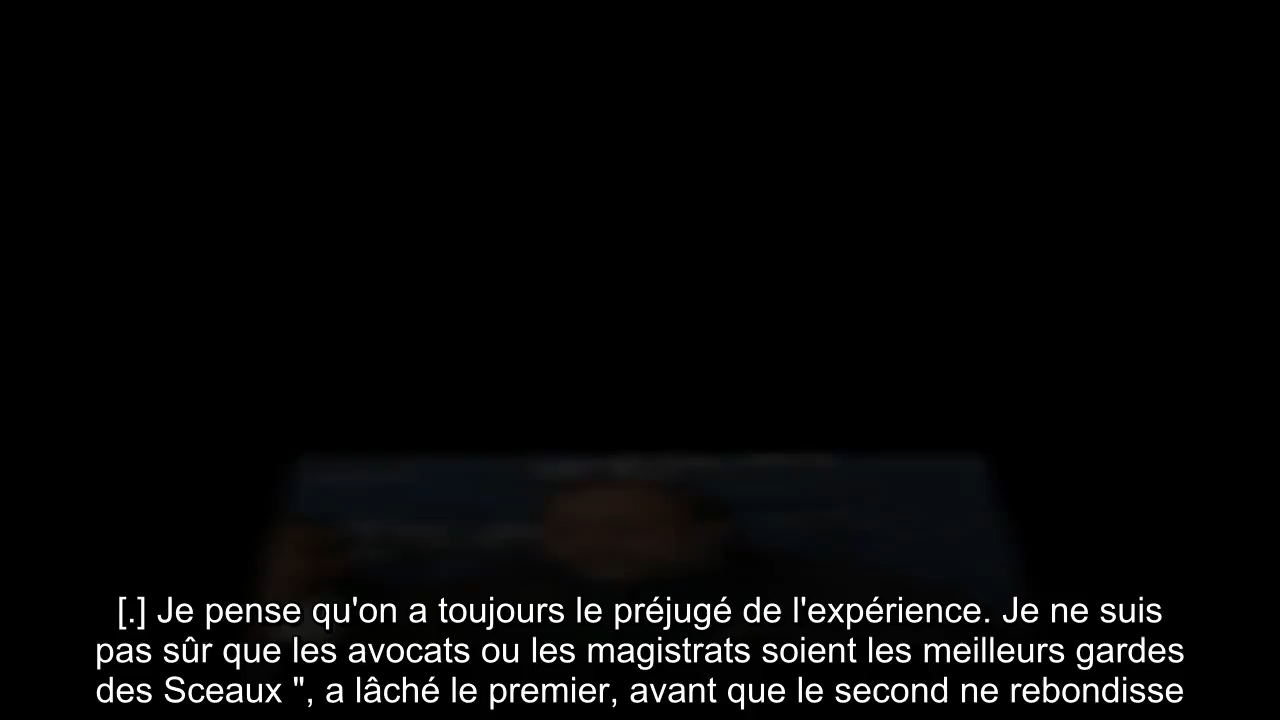 [.] Je pense qu'on a toujours le préjugé de l'expérience. Je ne suis
pas sûr que les avocats ou les magistrats soient les meilleurs gardes
des Sceaux ", a lâché le premier, avant que le second ne rebondisse